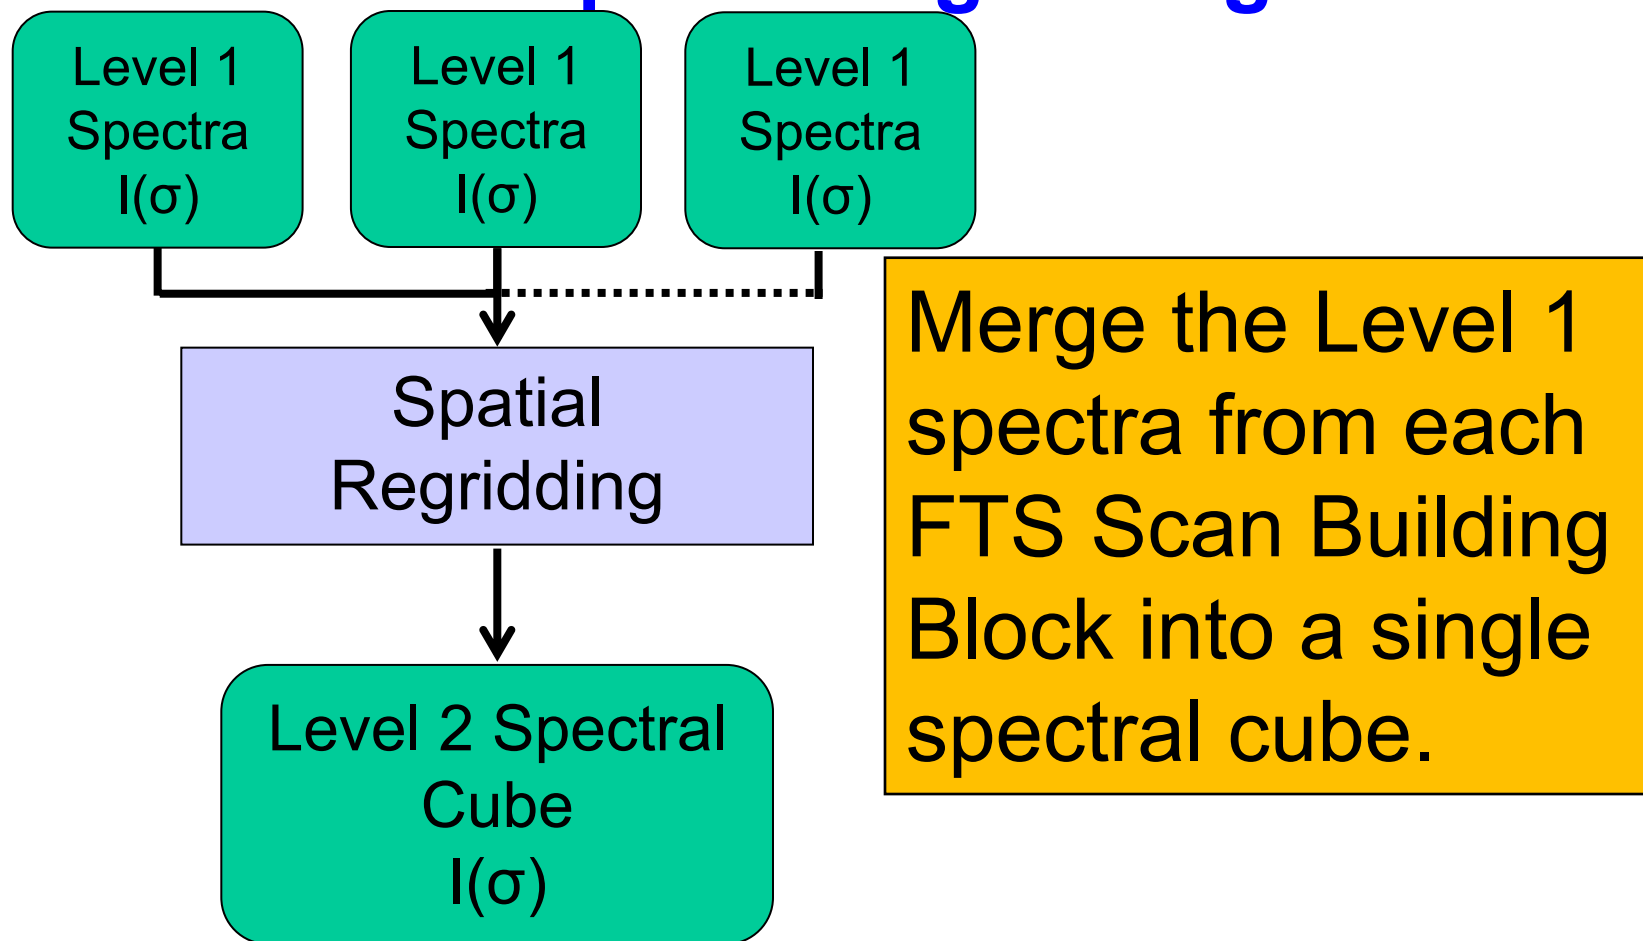 Level 1
Spectra
I(σ)
Level 1
Spectra
I(σ)
Level 1
Spectra
I(σ)
Merge the Level 1
spectra from each
FTS Scan Building
Block into a single
spectral cube.
Spatial
Regridding
Level 2 Spectral
Cube
I(σ)